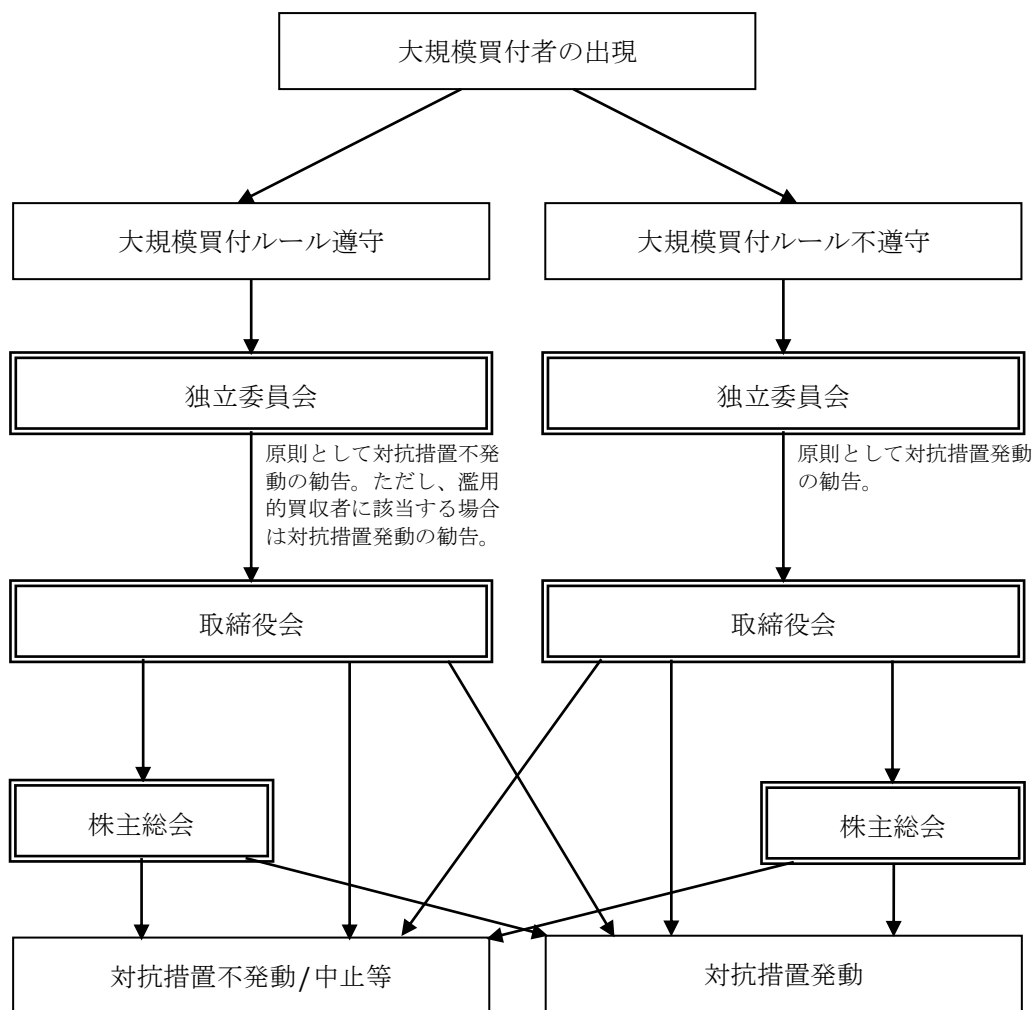 大規模買付者の出現
大規模買付ルール遵守
大規模買付ルール不遵守
独立委員会
独立委員会
原則として対抗措置不発
動の勧告。ただし、濫用
的買収者に該当する場合
は対抗措置発動の勧告。
原則として対抗措置発動
の勧告。
取締役会
取締役会
株主総会
株主総会
対抗措置不発動/中止等
対抗措置発動